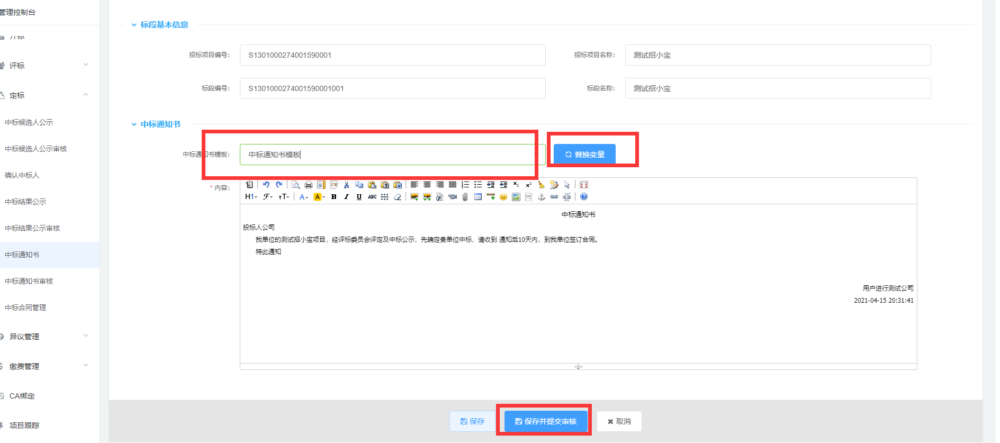 管理控制台
开标
评标
定标
中标候选人公示
中标候选人公示审核
确认中标人
中标结果公示
中标结果公示审核
中标通知书
中标通知书审核
中标合同管理
异议管理
缴费管理
CA绑定
项目跟踪
标段基本信息
招标项目编号: S1301000274001590001 招标项目名称: 测试招小宝
标段编号: S1301000274001590001001 标段名称: 测试招小宝
中标通知书
中标通知书模板: 中标通知书模板 替换变量
* 内容:
H1 F тT A A B I U ABC
中标通知书
投标人公司
我单位的测试招小宝项目，经评标委员会评定及中标公示，先确定贵单位中标，请收到 通知后10天内，到我单位签订合同。
特此通知
用户进行测试公司
2021-04-15 20:31:41
保存 保存并提交审核 取消